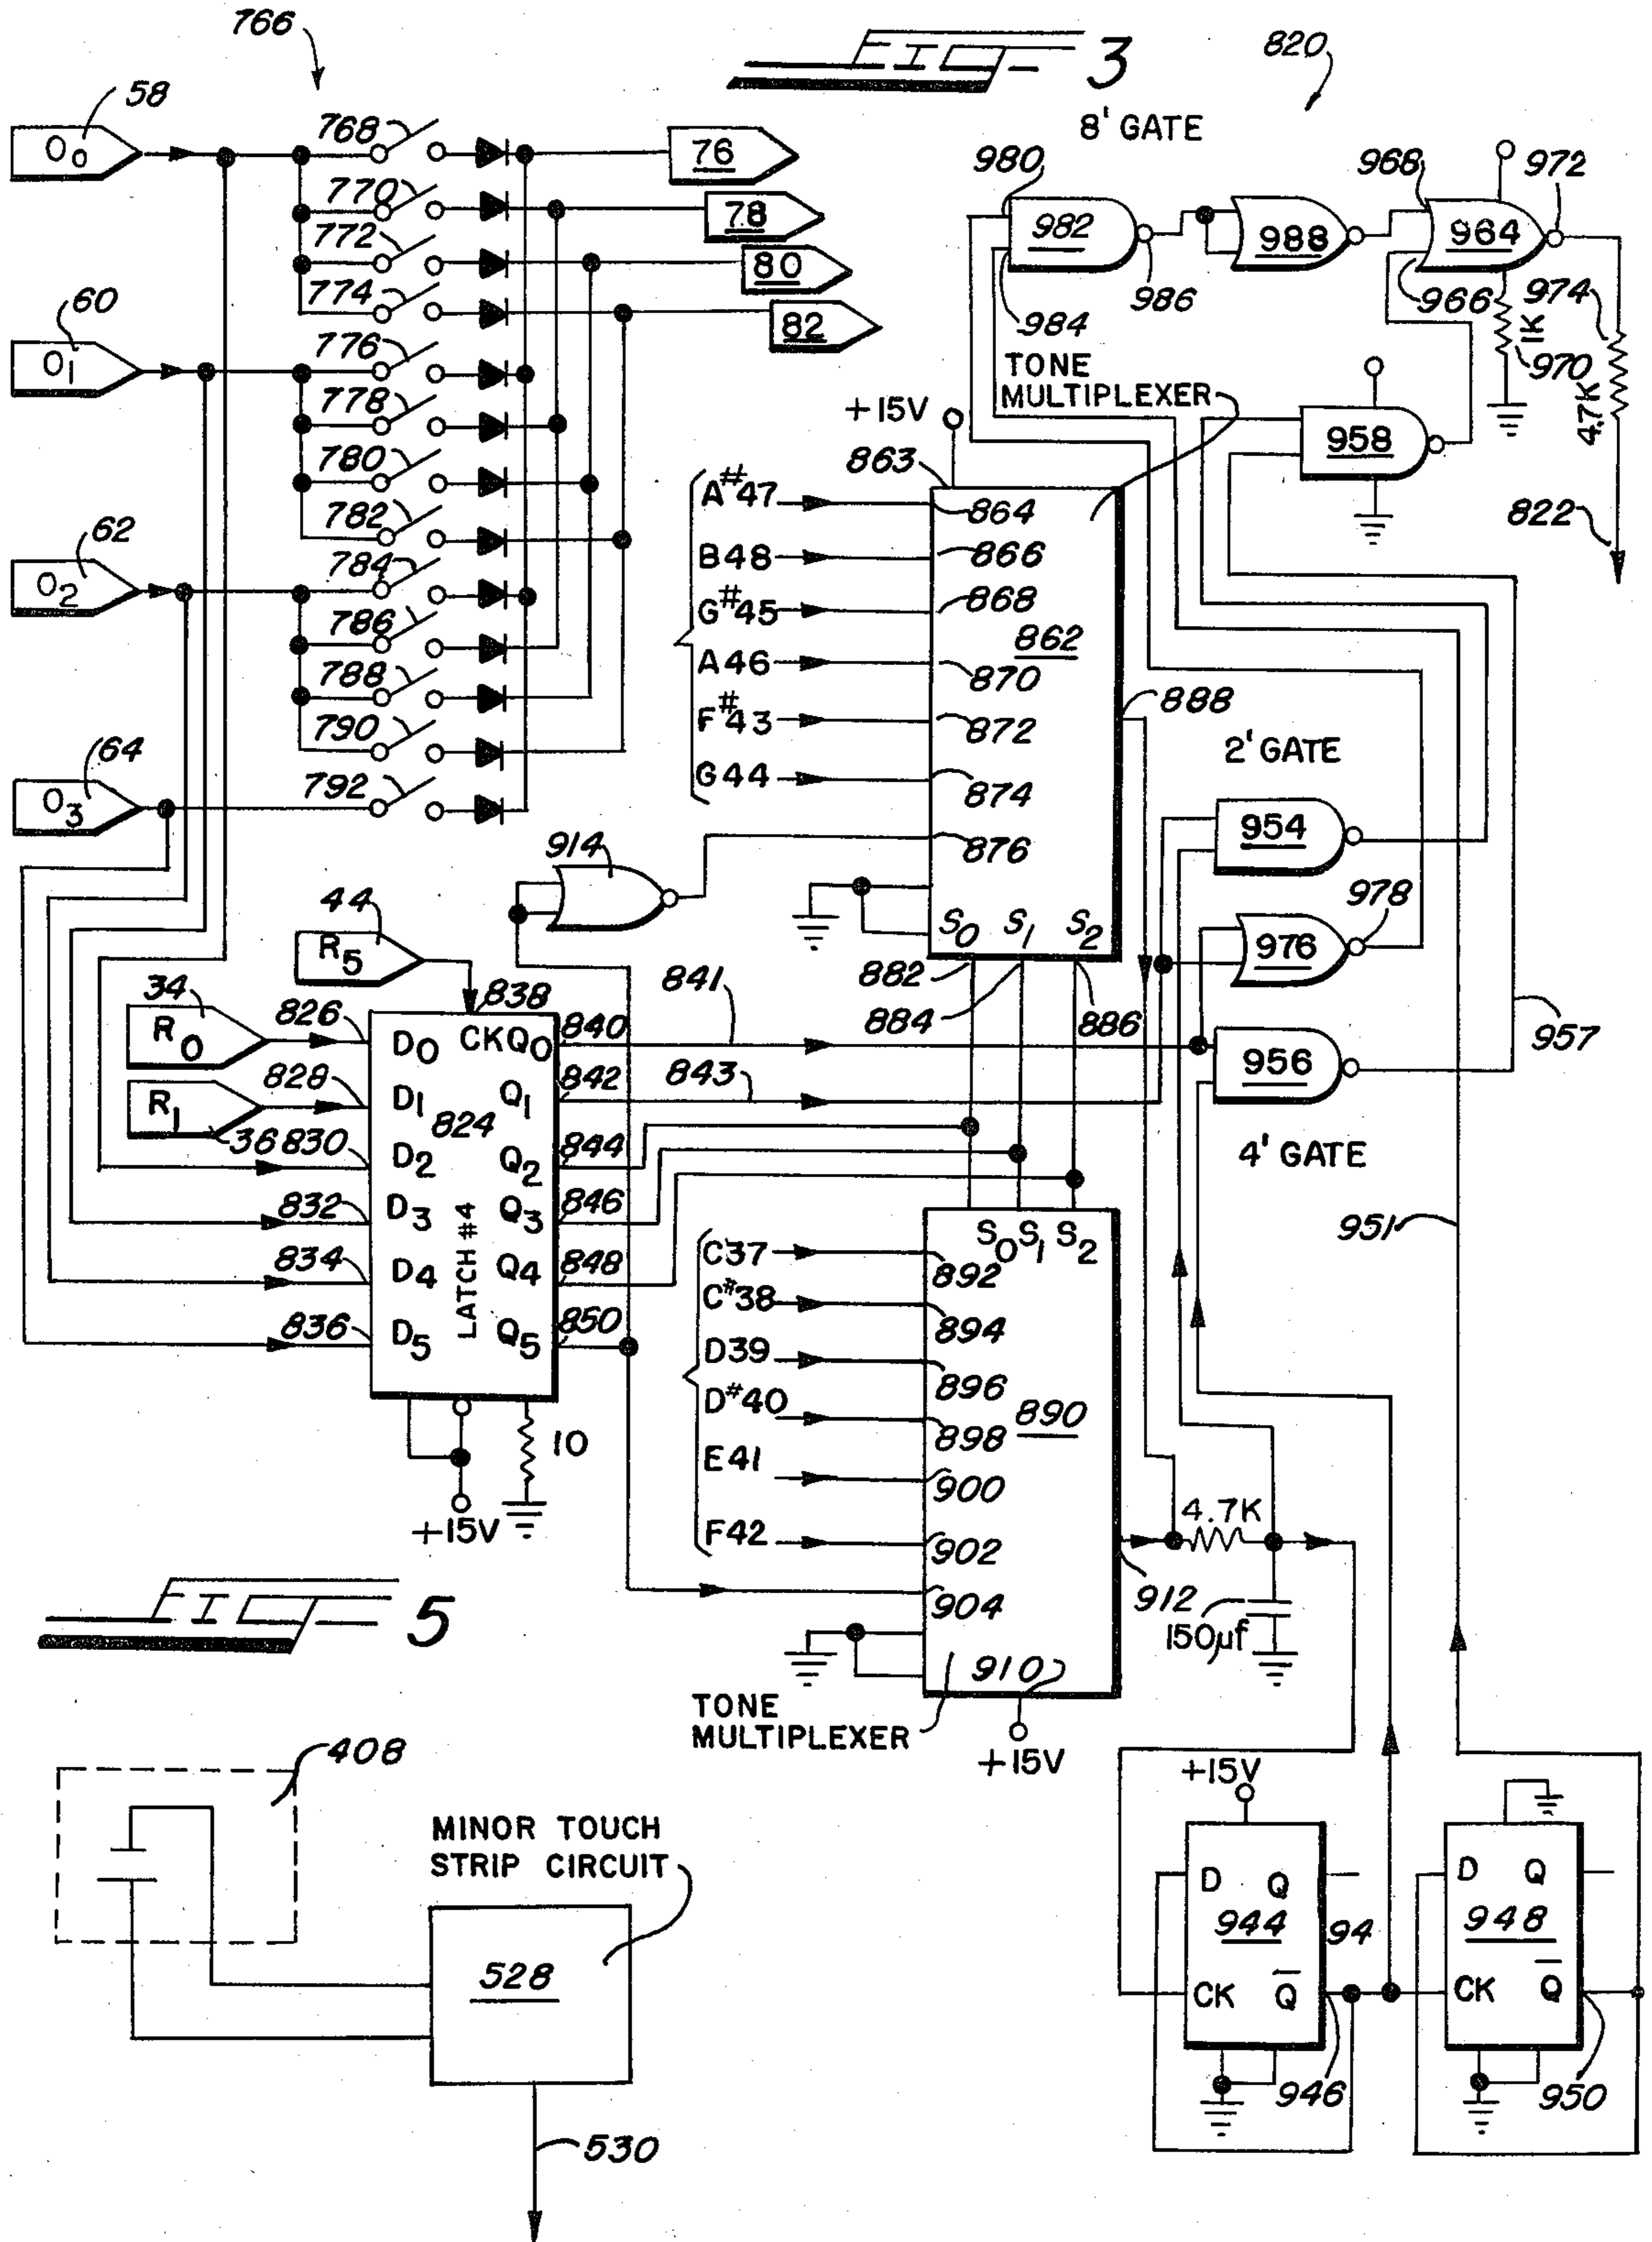 766
FIG_ 3
820
58
O0
768
76
8' GATE
980
968
972
770
78
982
988
964
772
80
986
966
974
774
984
1K
970
60
82
O1
776
TONE
MULTIPLEXER
4.7K
778
+15V
958
780
863
A#47
864
822
782
B48
866
62
784
G#45
868
O2
786
862
A46
870
788
F#43
872
888
790
2' GATE
64
G44
874
O3
792
954
914
876
978
44
R5
S0 S1 S2
976
34
838
841
882
R0
826
884
886
957
D0
CK
Q0
840
956
828
842
843
R1
D1
Q1
36
830
824
844
4' GATE
D2
Q2
832
D3
Q3
846
951
834
D4
Q4
848
S0 S1 S2
C37
892
836
D5
LATCH #4
Q5
850
C#38
894
D39
896
D#40
898
890
10
E41
900
4.7K
+15V
F42
902
912
FIG_ 5
904
150µf
910
TONE
MULTIPLEXER
+15V
408
+15V
MINOR TOUCH
STRIP CIRCUIT
D Q
D Q
944
94
948
528
CK Q̅
CK Q̅
946
950
530